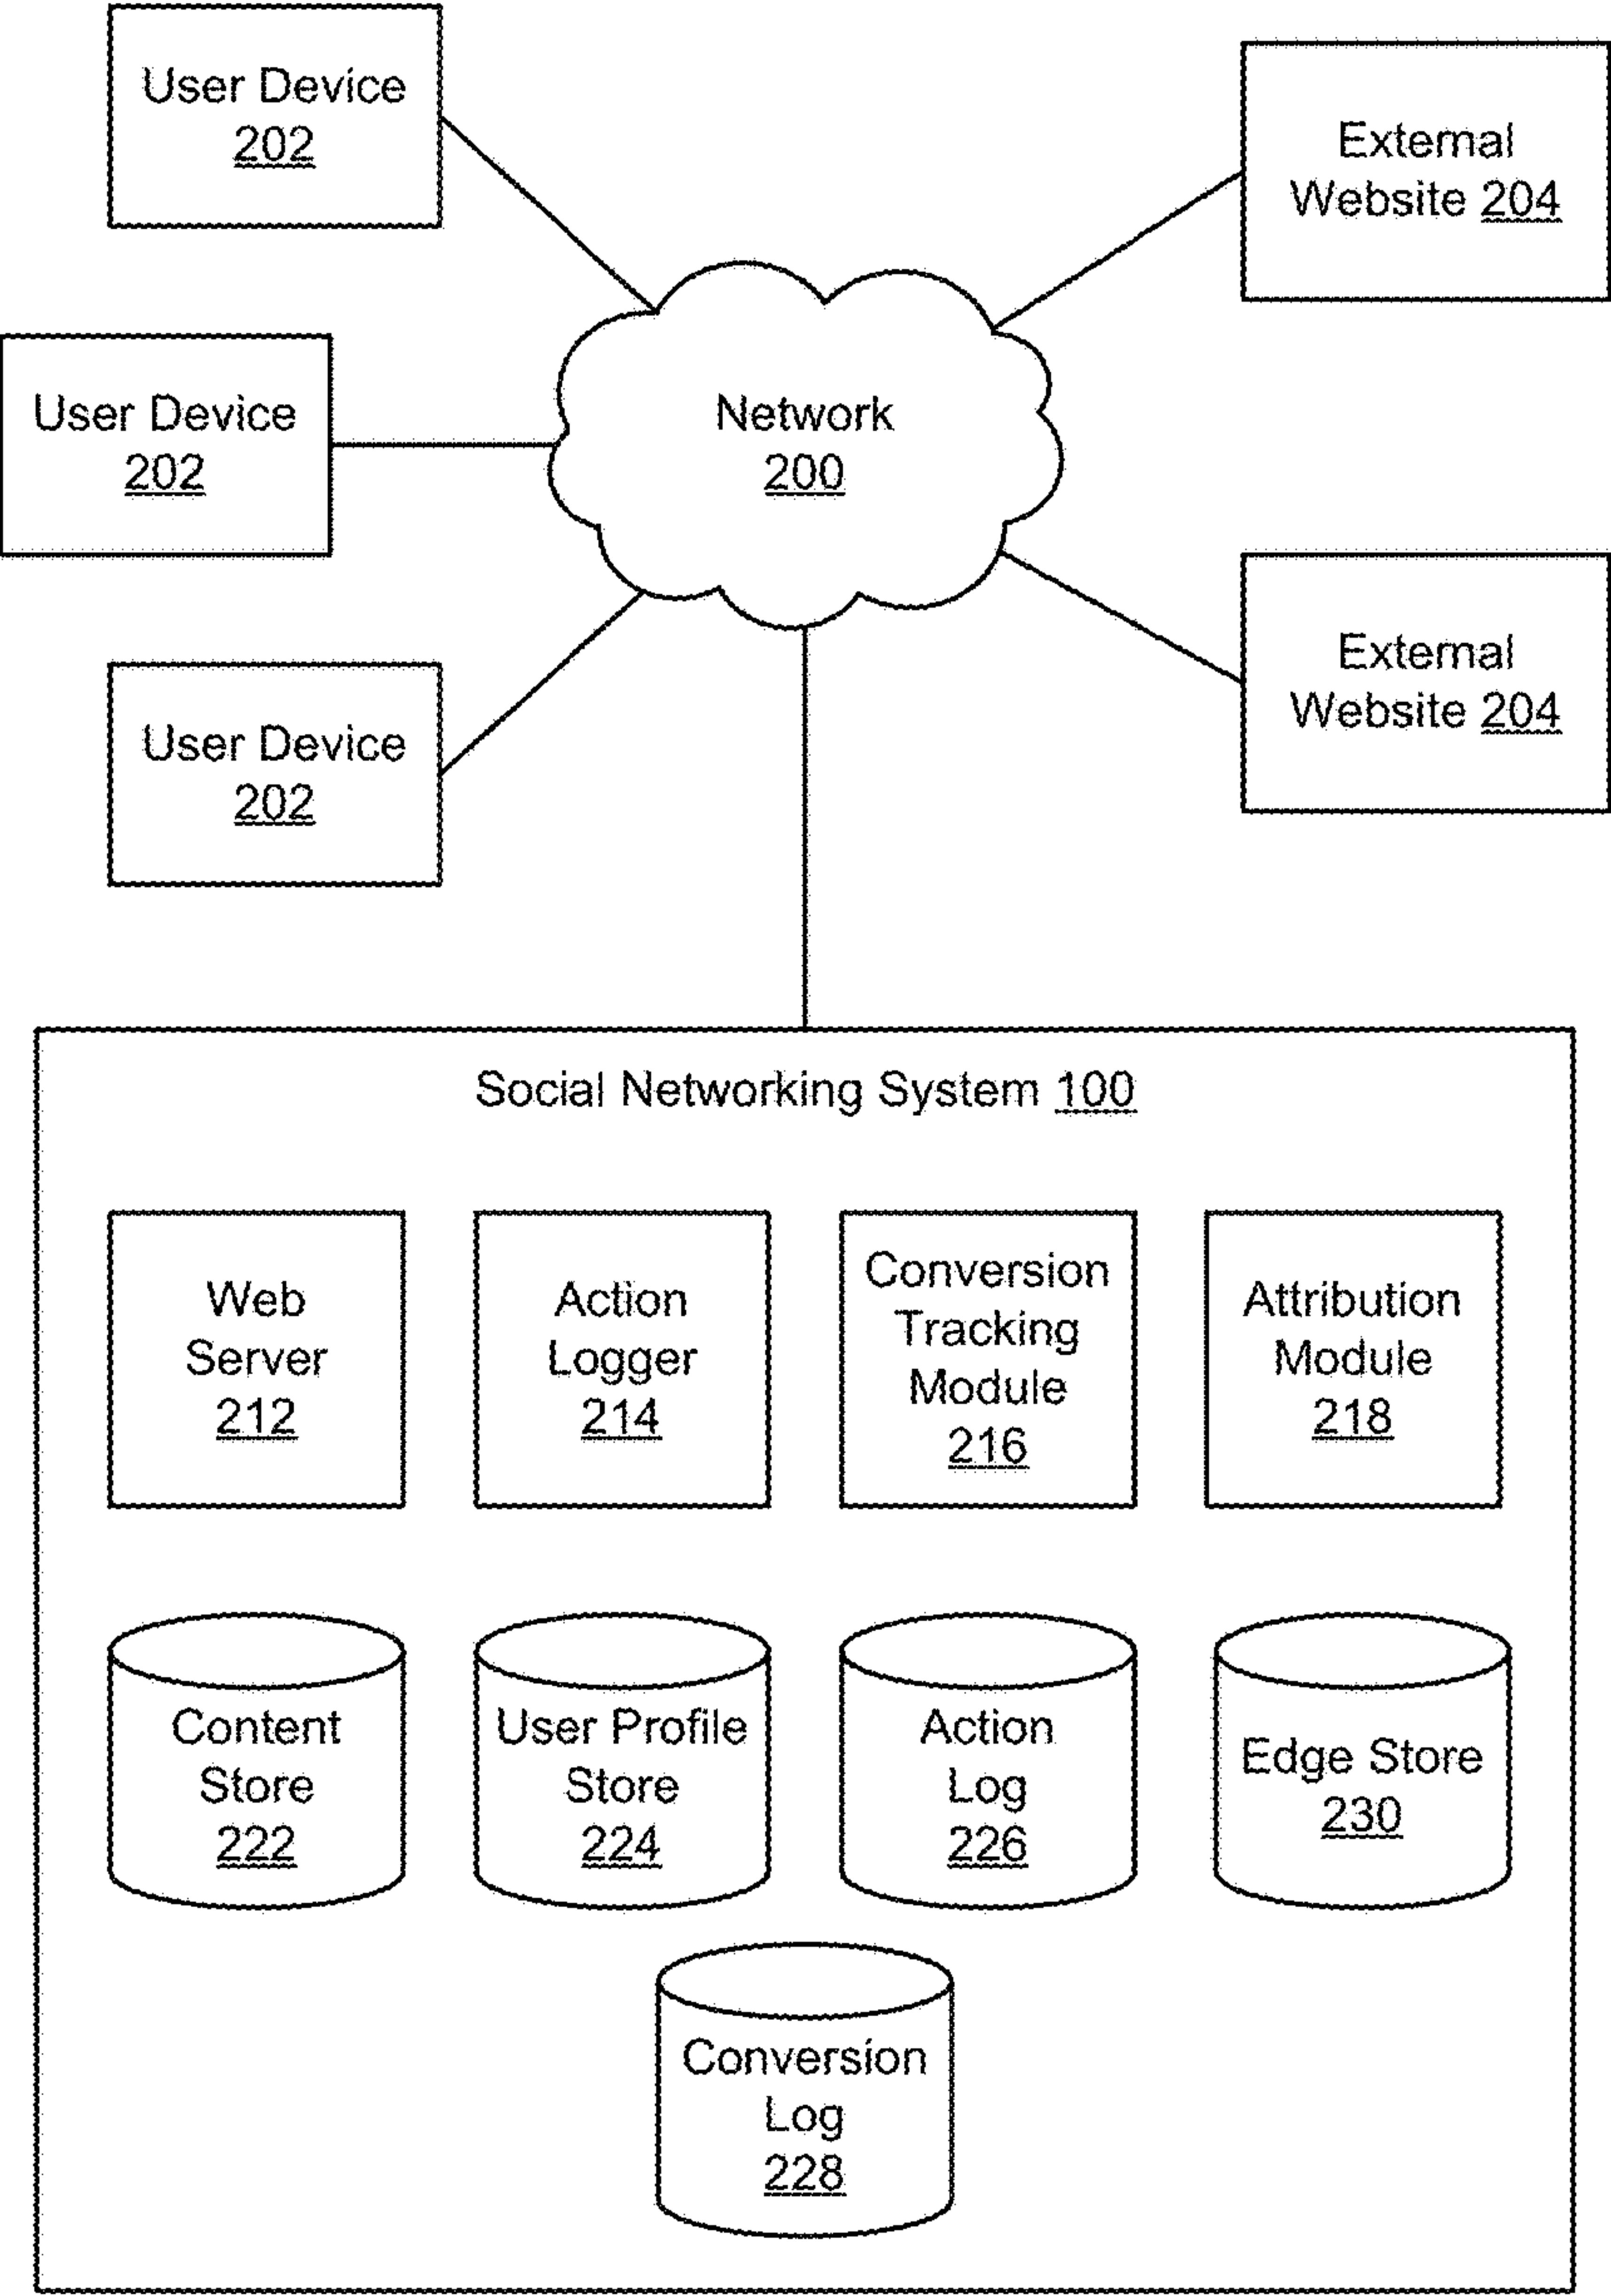 User Device
202
External
Website 204
User Device
202
Network
200
User Device
202
External
Website 204
Social Networking System 100
Web
Server
212
Action
Logger
214
Conversion
Tracking
Module
216
Attribution
Module
218
Content
Store
222
User Profile
Store
224
Action
Log
226
Edge Store
230
Conversion
Log
228